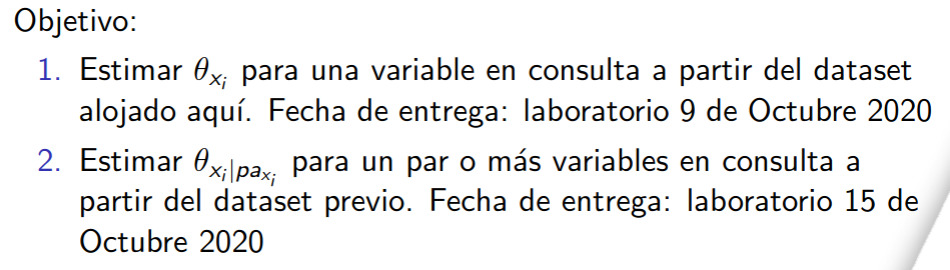 Objetivo:
1. Estimar θ_{x_i} para una variable en consulta a partir del dataset
alojado aquí. Fecha de entrega: laboratorio 9 de Octubre 2020
2. Estimar θ_{x_i|pa_{x_i}} para un par o más variables en consulta a
partir del dataset previo. Fecha de entrega: laboratorio 15 de
Octubre 2020